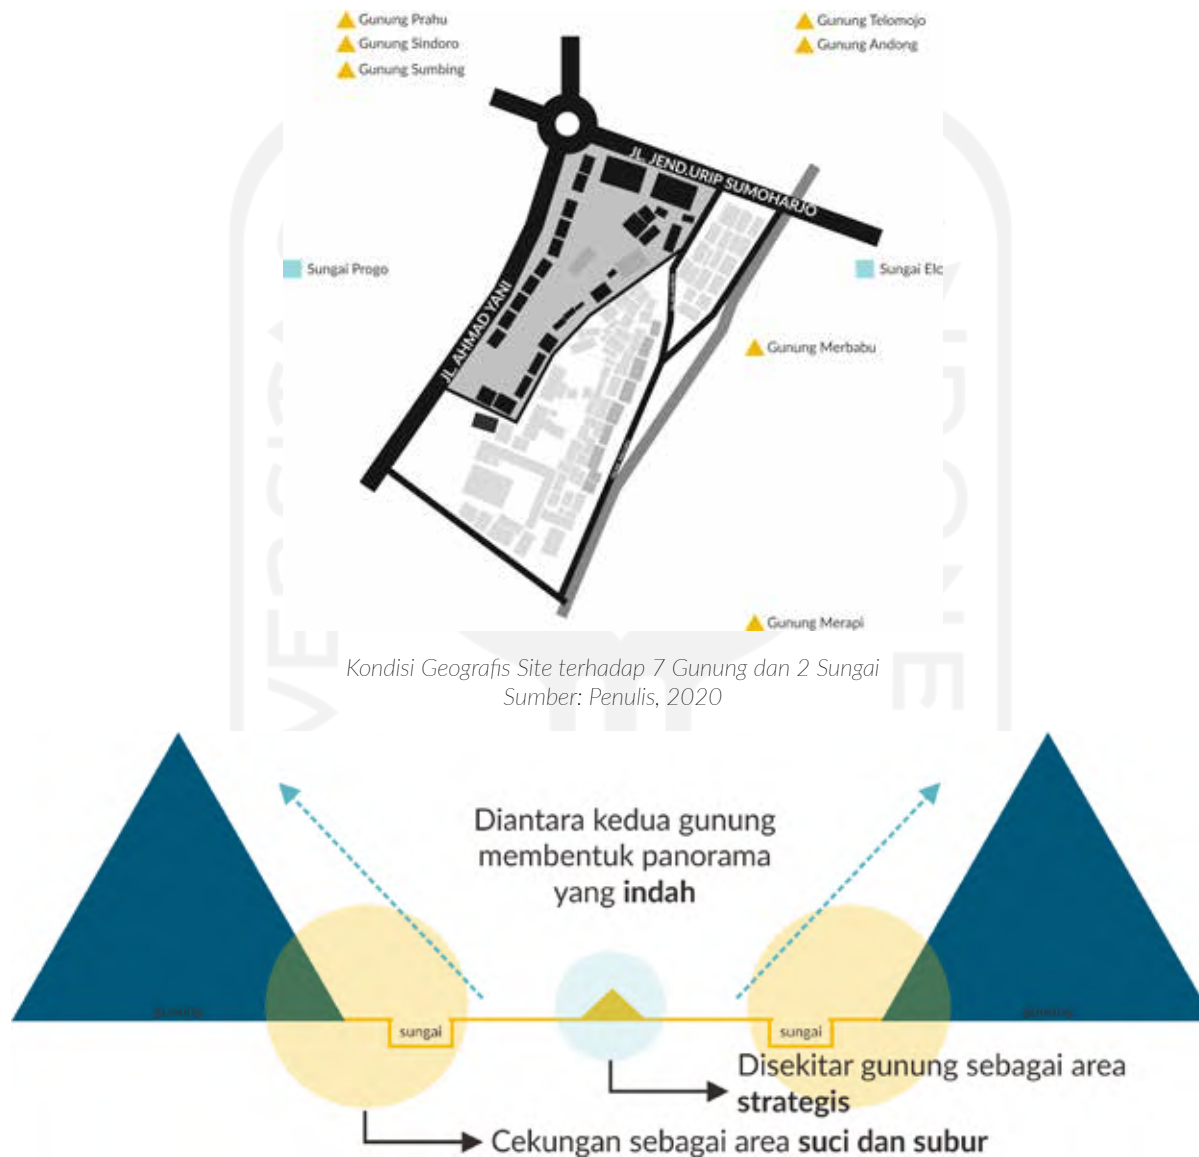 Gunung Prahu
Gunung Sindoro
Gunung Sumbing
Gunung Telomojo
Gunung Andong
JL. JEND.URIP SUMOHARJO
Sungai Progo
Sungai Elo
JL. AHMAD YANI
Gunung Merbabu
Gunung Merapi
Kondisi Geografis Site terhadap 7 Gunung dan 2 Sungai
Sumber: Penulis, 2020
Diantara kedua gunung
membentuk panorama
yang indah
gunung
sungai
sungai
gunung
Disekitar gunung sebagai area
strategis
Cekungan sebagai area suci dan subur